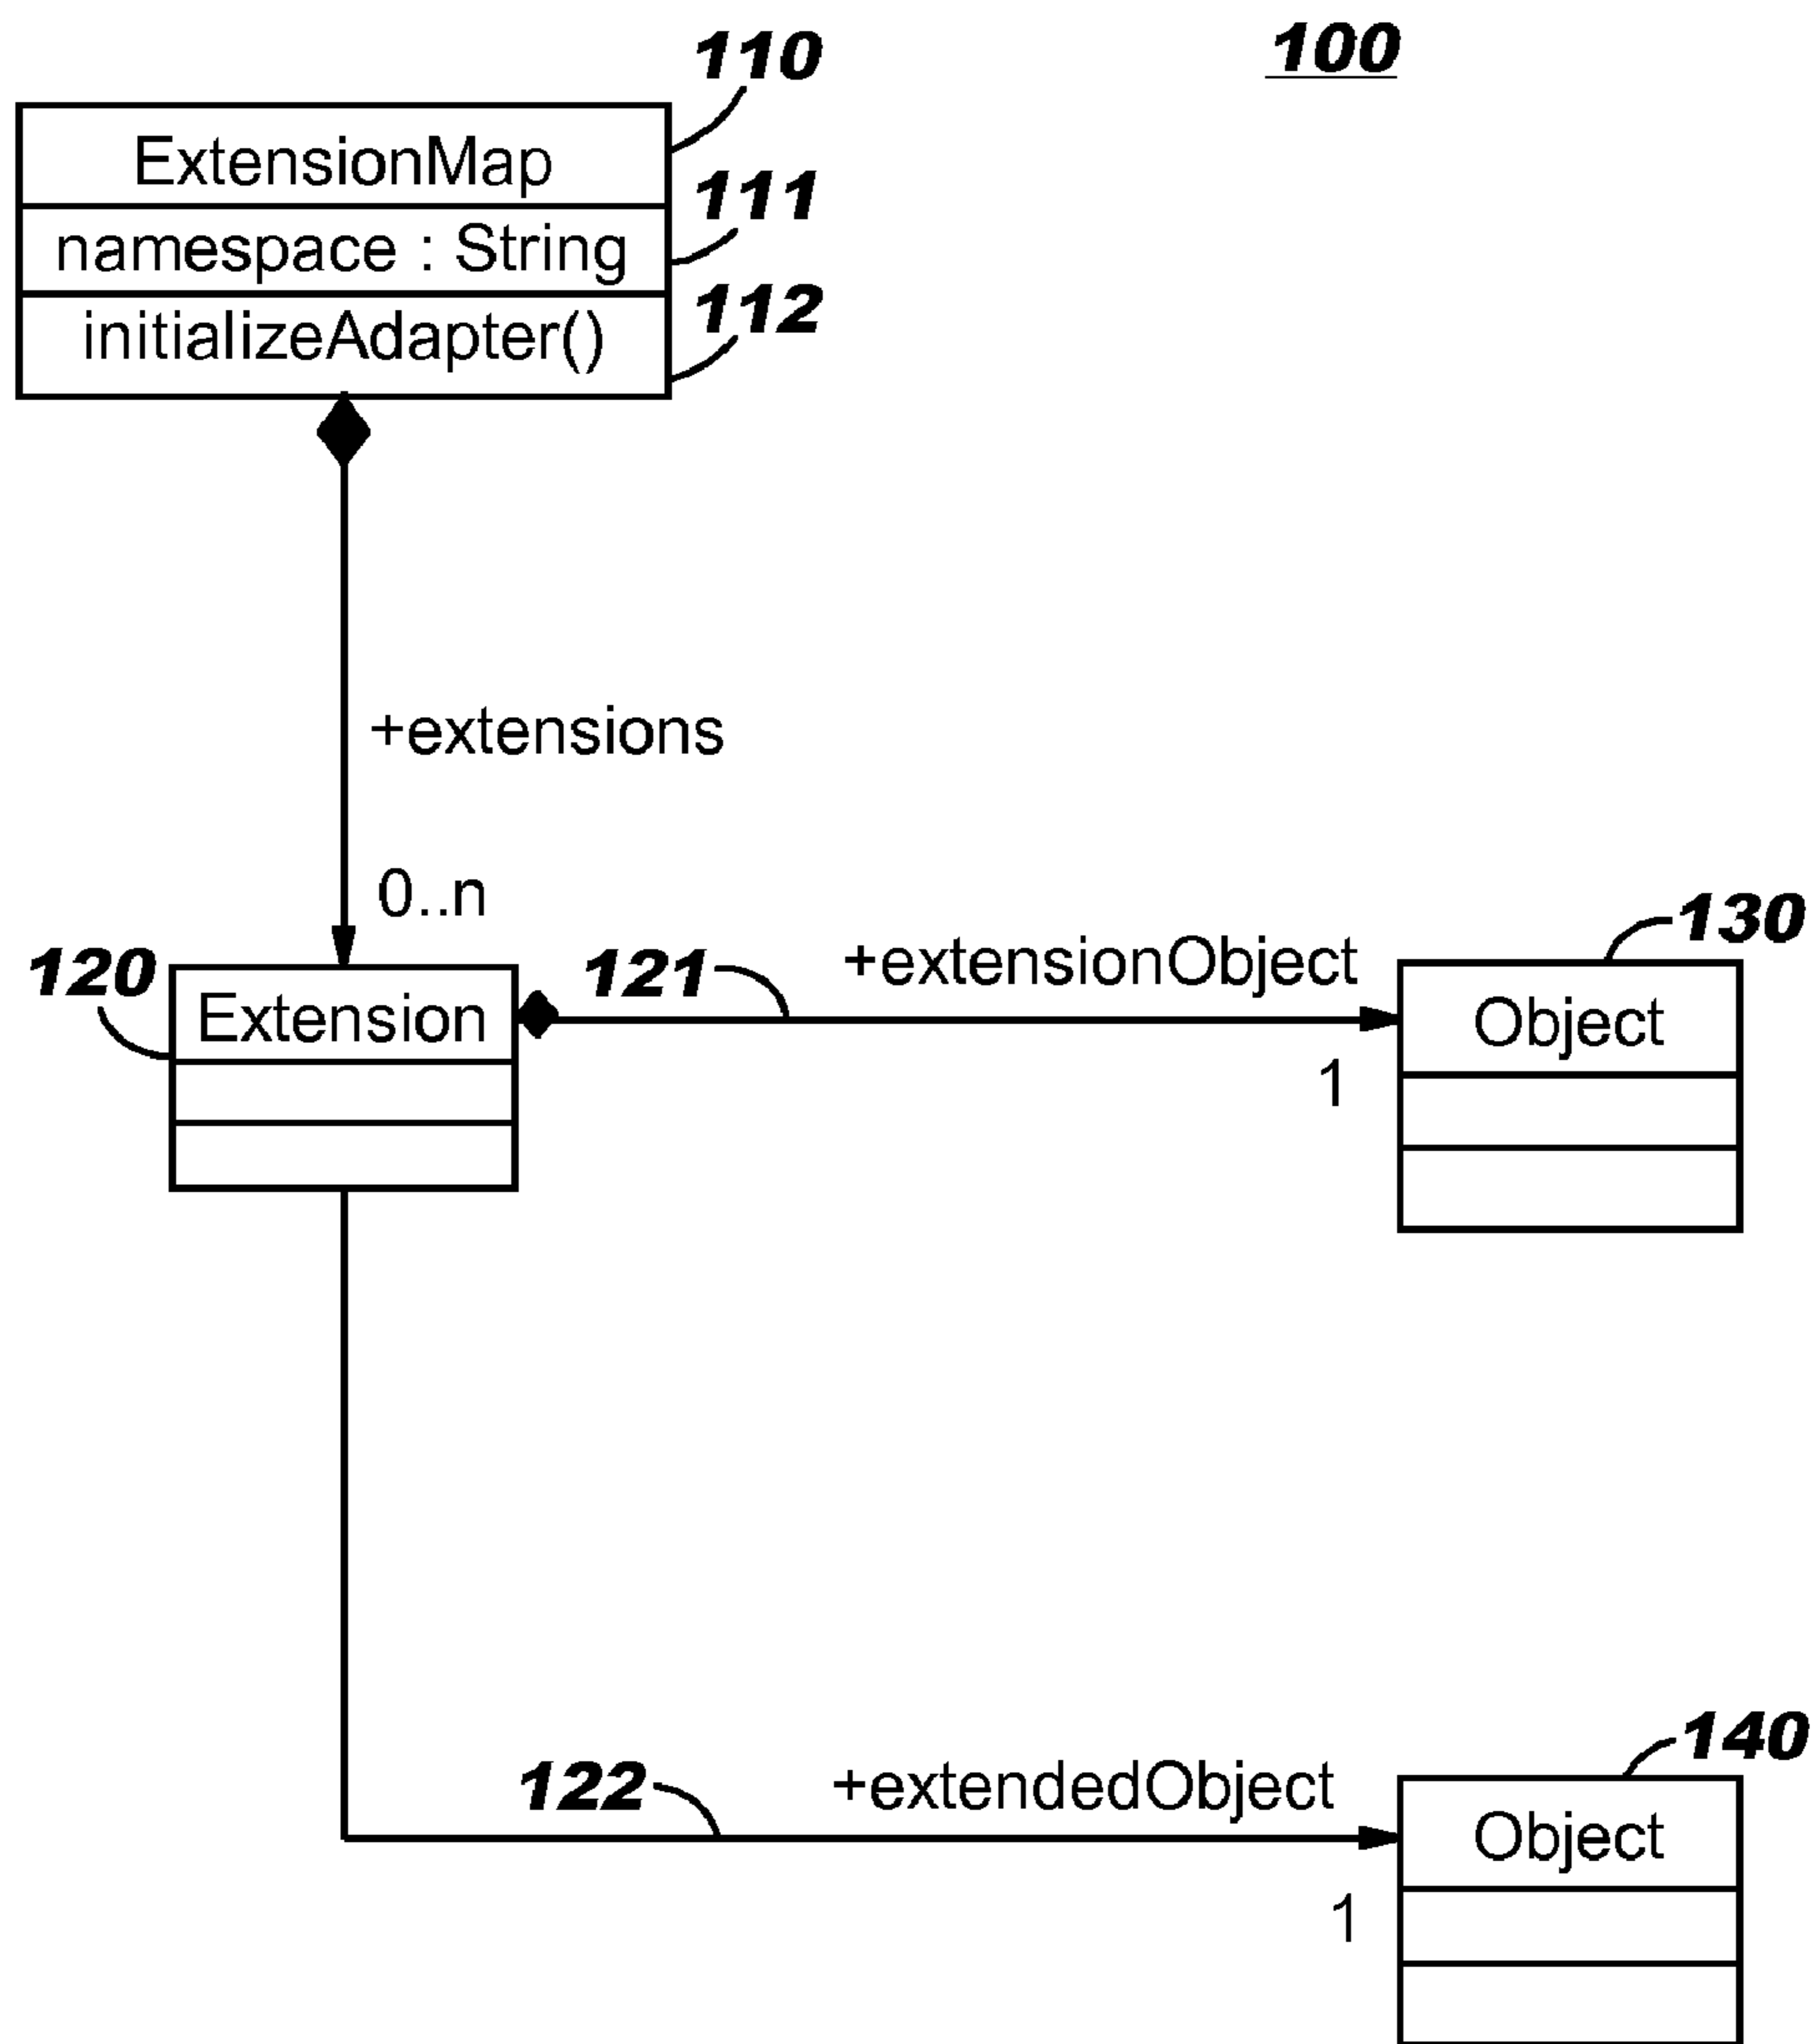 110
100
ExtensionMap
111
namespace : String
112
initializeAdapter()
+extensions
0..n
130
120
121
+extensionObject
Extension
Object
1
140
122
+extendedObject
Object
1